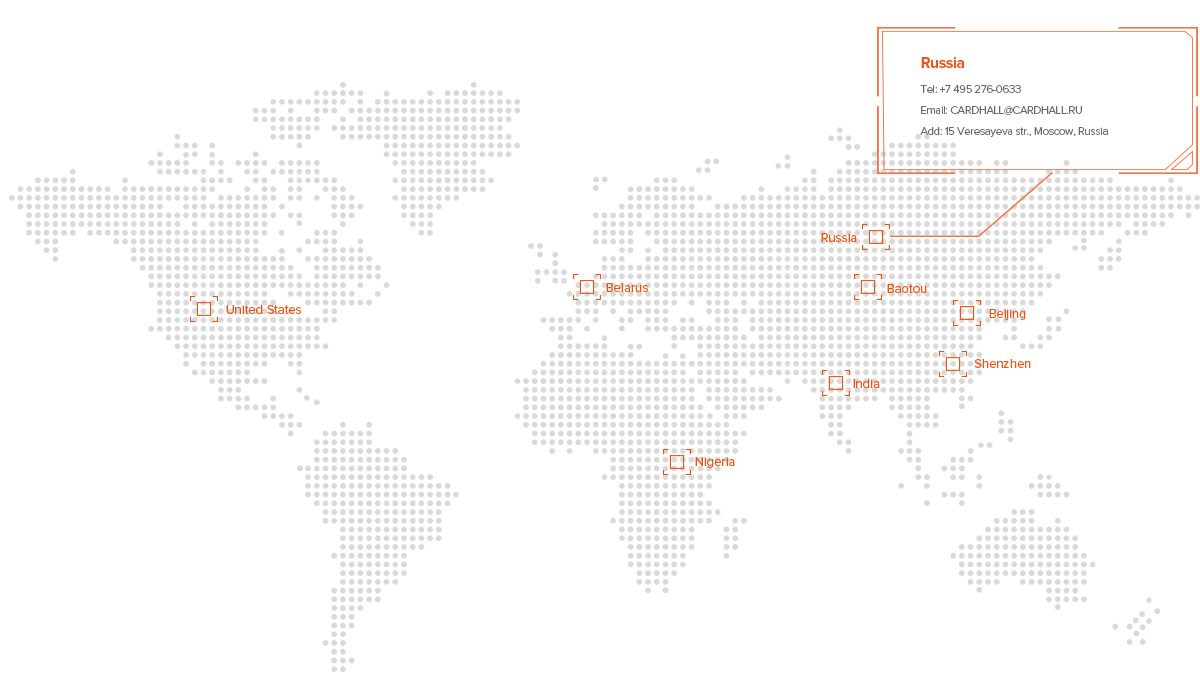 Russia
Tel: +7 495 276-0633
Email: CARDHALL@CARDHALL.RU
Add: 15 Veresayeva str., Moscow, Russia
Russia
Belarus
Baotou
United States
Beijing
Shenzhen
India
Nigeria